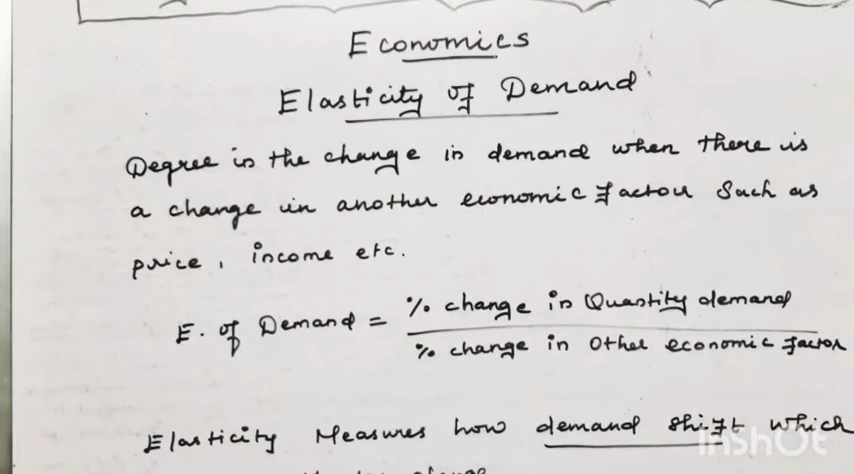 Economics
Elasticity of Demand
Degree in the change in demand when there is
a change in another economic factor Such as
price, income etc.
E. of Demand = % change in Quantity demand
% change in other economic factor
Elasticity Measures how demand shift which
InShOt